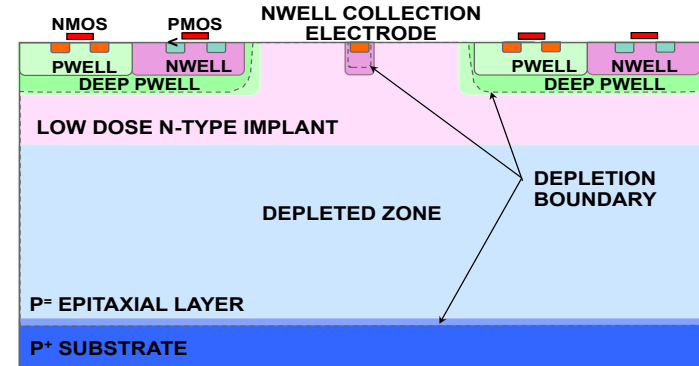 NMOS
PMOS
NWELL COLLECTION
ELECTRODE
PWELL
NWELL
PWELL
NWELL
DEEP PWELL
DEEP PWELL
LOW DOSE N-TYPE IMPLANT
DEPLETION
BOUNDARY
DEPLETED ZONE
P= EPITAXIAL LAYER
P+ SUBSTRATE